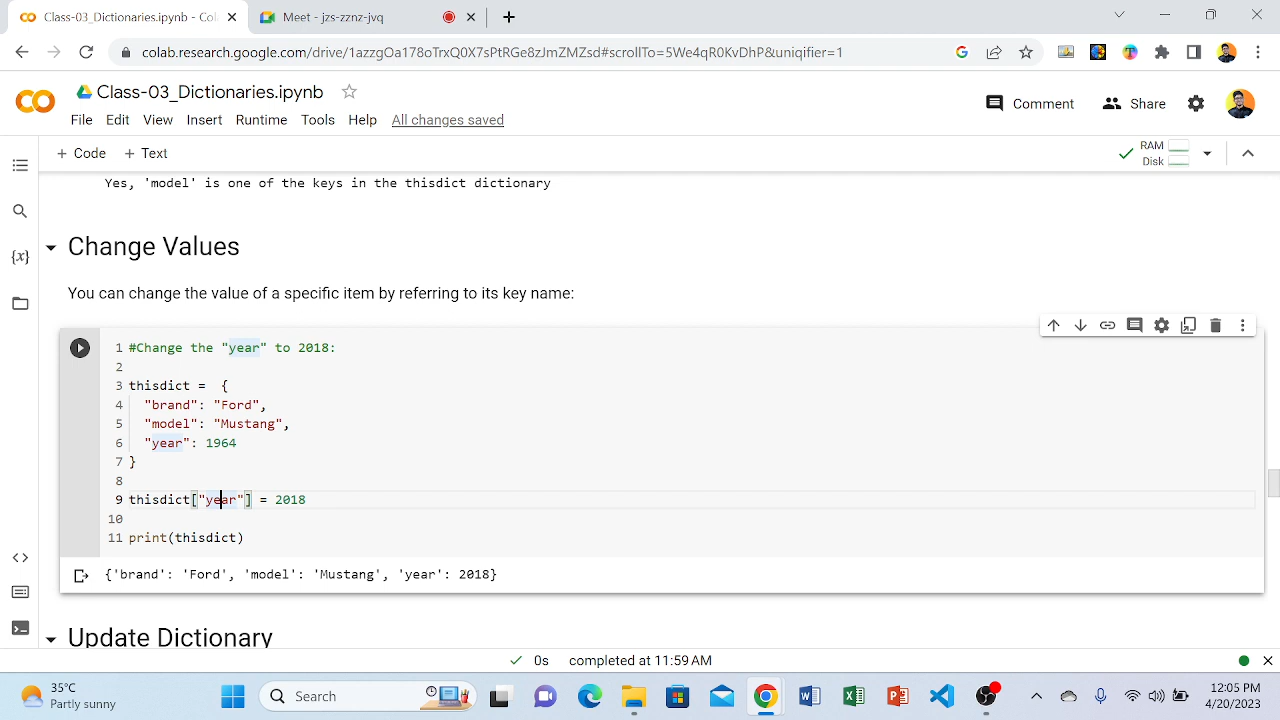 Class-03_Dictionaries.ipynb - Co
Meet - jzs-zznz-jvq
colab.research.google.com/drive/1azzgOa178oTrxQ0X7sPtRGe8zJmZMZsd#scrollTo=5We4qR0RvDhP&uniqifier=1
Class-03_Dictionaries.ipynb
Comment
Share
File Edit View Insert Runtime Tools Help All changes saved
+ Code + Text
RAM
Disk
Yes, 'model' is one of the keys in the thisdict dictionary
Change Values
You can change the value of a specific item by referring to its key name:
1 #Change the "year" to 2018:
2
3 thisdict =  {
4   "brand": "Ford",
5   "model": "Mustang",
6   "year": 1964
7 }
8
9 thisdict["year"] = 2018
10
11 print(thisdict)
{'brand': 'Ford', 'model': 'Mustang', 'year': 2018}
Update Dictionary
0s completed at 11:59 AM
35°C
Partly sunny
Search
12:05 PM
4/20/2023